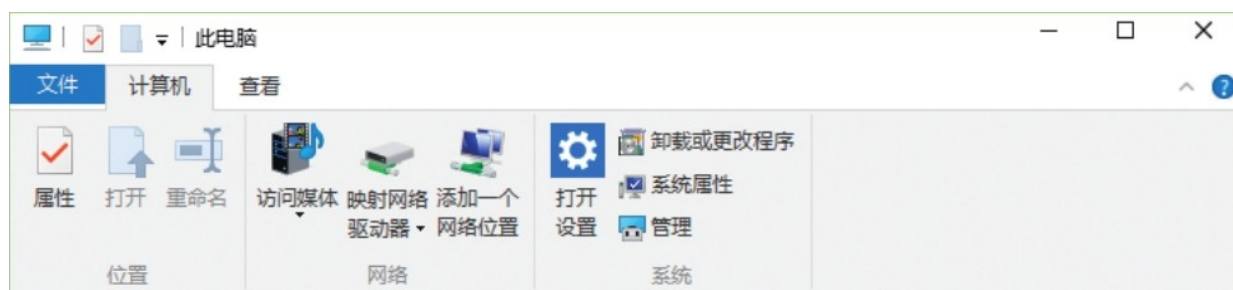 此电脑
文件 计算机 查看
属性 打开 重命名 访问媒体 映射网络驱动器 添加一个网络位置 打开设置 卸载或更改程序
系统属性
管理
位置 网络 系统